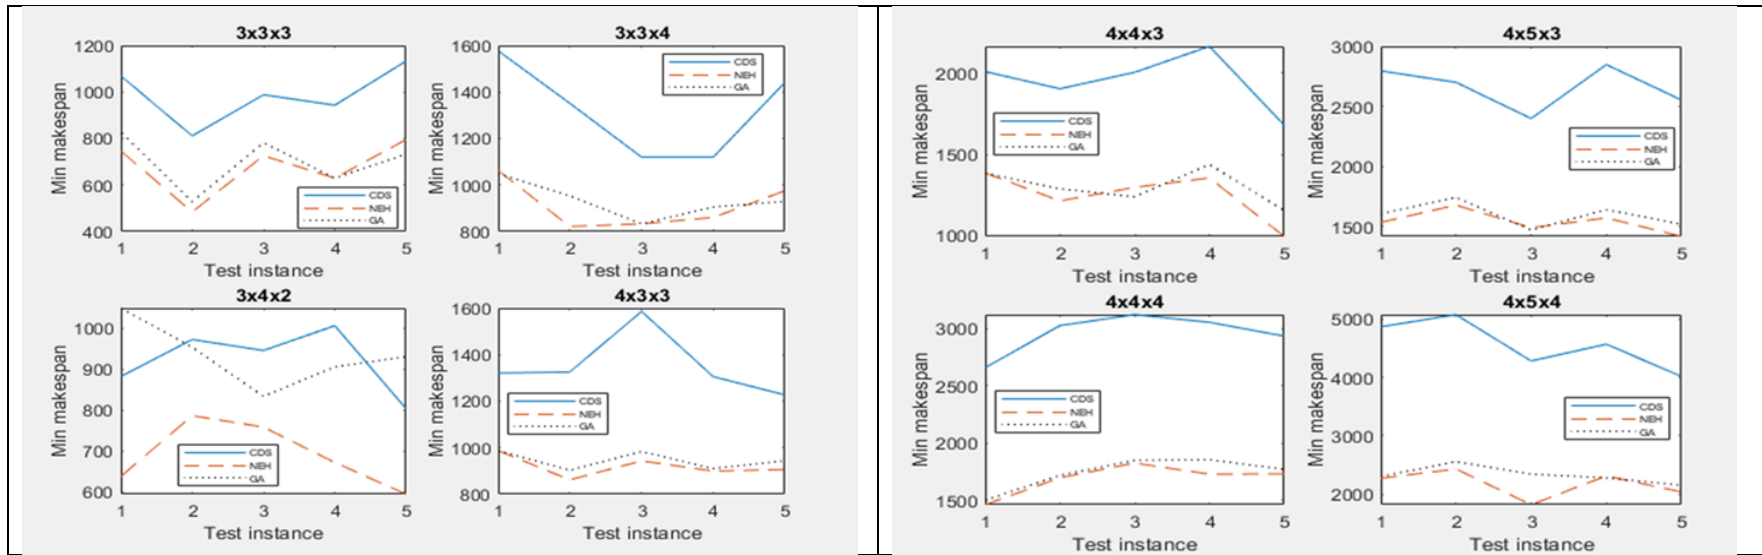 3x3x3
Min makespan
1200
1000
800
600
400
CDS
NEH
GA
1 2 3 4 5
Test instance
3x3x4
Min makespan
1600
1400
1200
1000
800
CDS
NEH
GA
1 2 3 4 5
Test instance
3x4x2
Min makespan
1000
900
800
700
600
CDS
NEH
GA
1 2 3 4 5
Test instance
4x3x3
Min makespan
1600
1400
1200
1000
800
CDS
NEH
GA
1 2 3 4 5
Test instance
4x4x3
Min makespan
2000
1500
1000
CDS
NEH
GA
1 2 3 4 5
Test instance
4x5x3
Min makespan
3000
2500
2000
1500
CDS
NEH
GA
1 2 3 4 5
Test instance
4x4x4
Min makespan
3000
2500
2000
1500
CDS
NEH
GA
1 2 3 4 5
Test instance
4x5x4
Min makespan
5000
4000
3000
2000
CDS
NEH
GA
1 2 3 4 5
Test instance